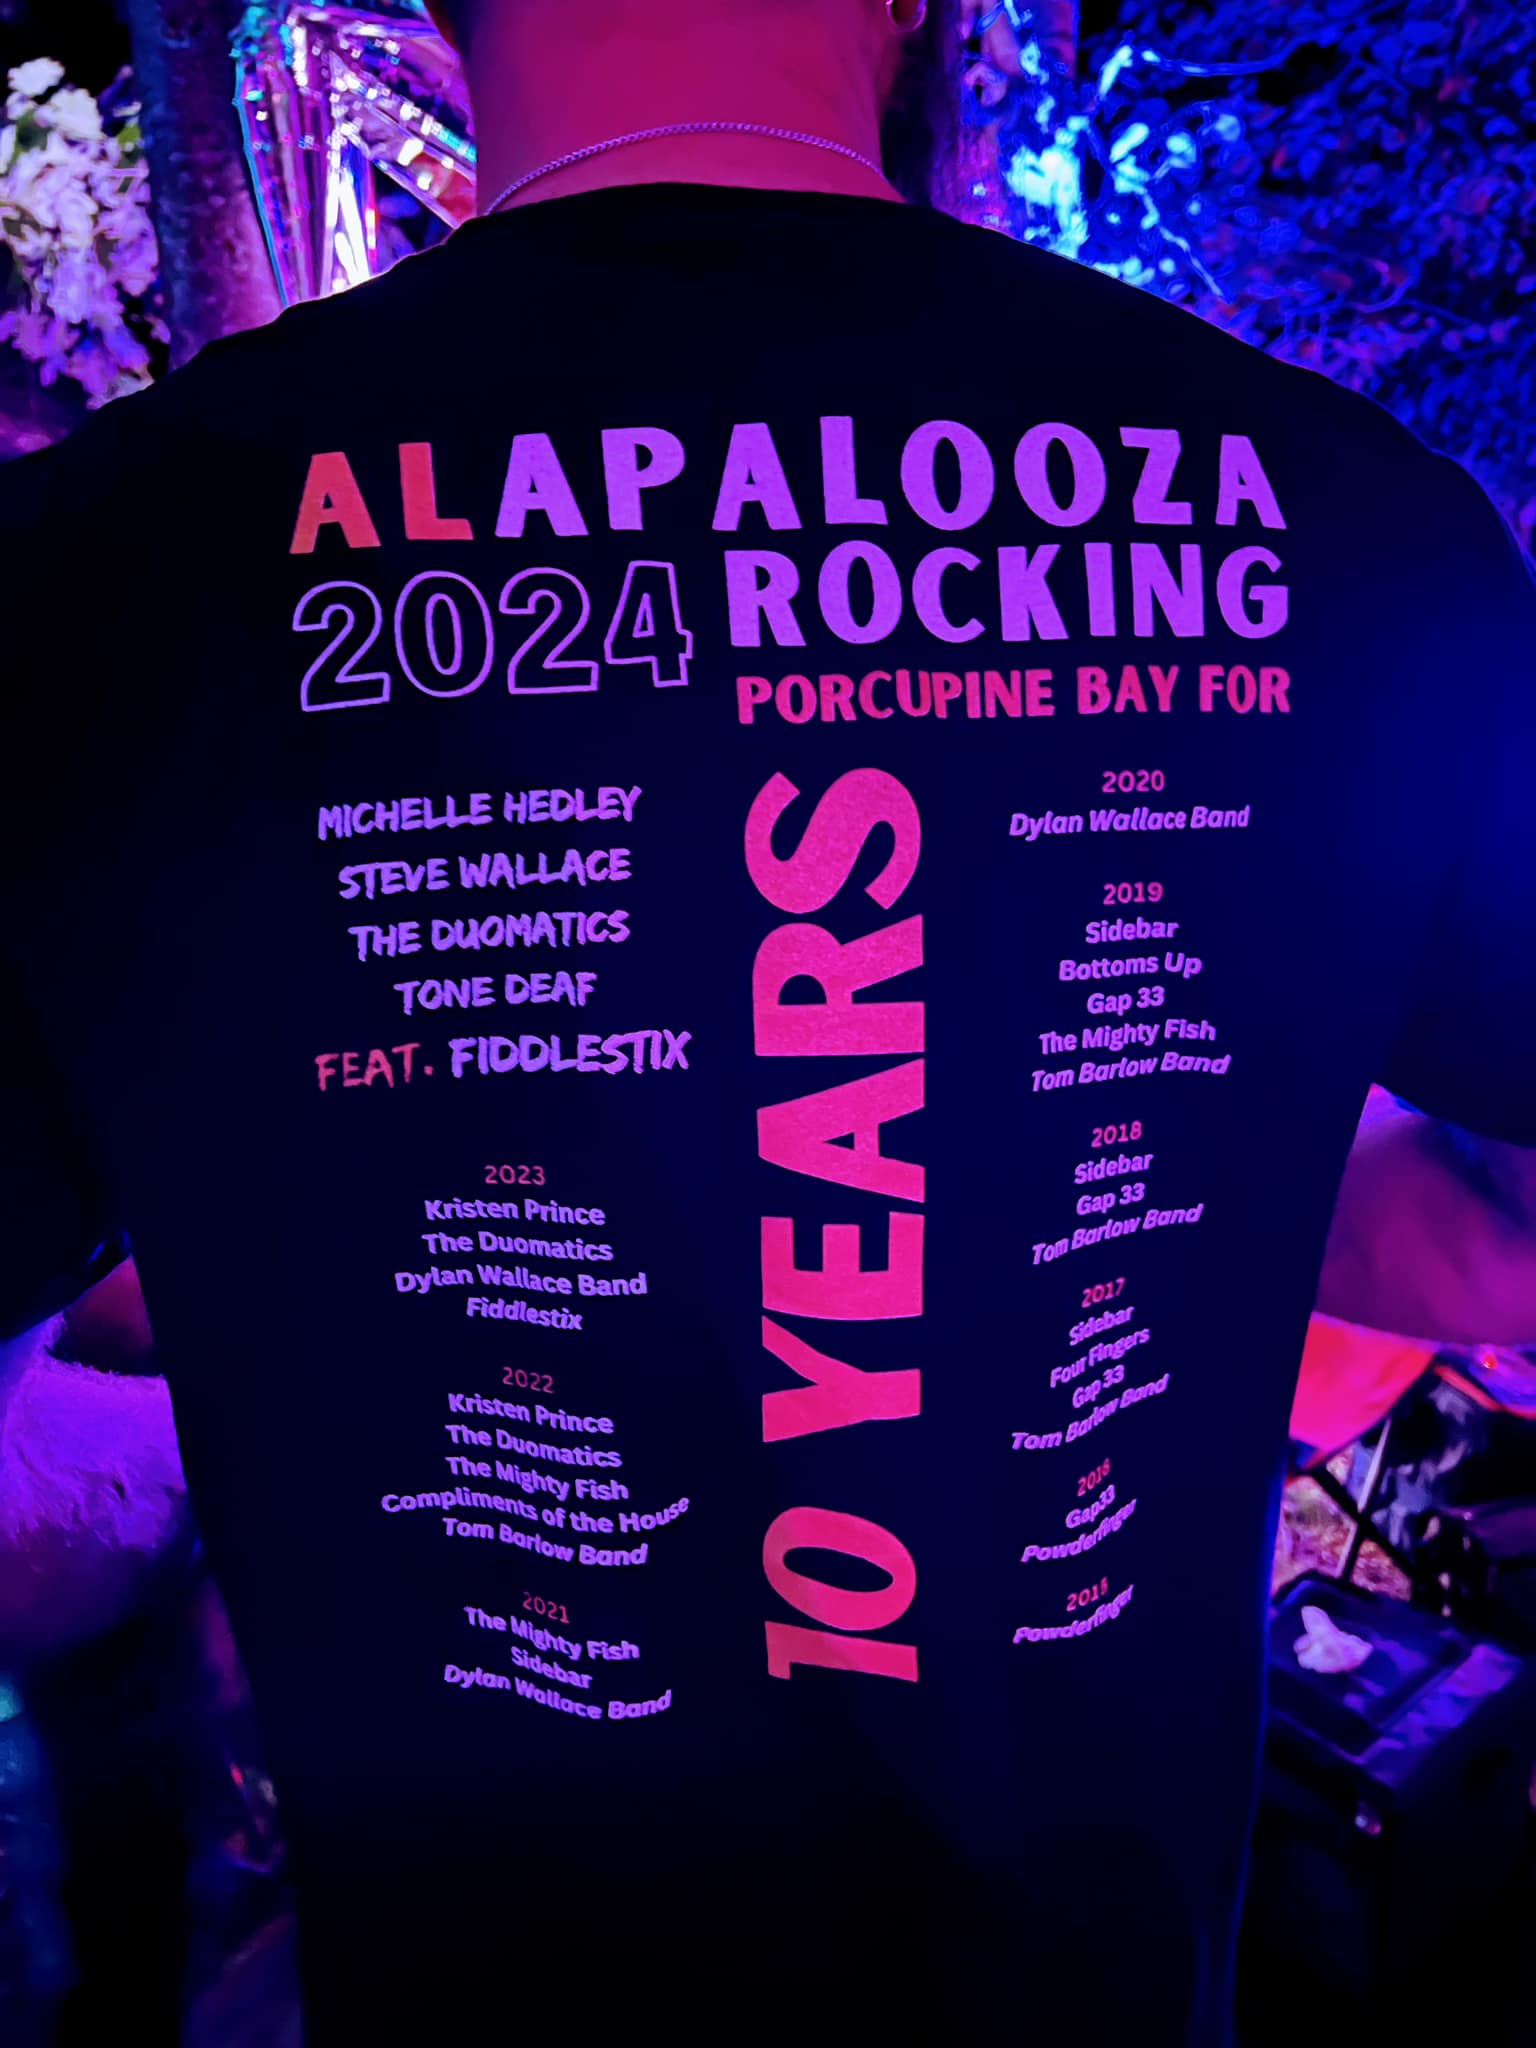 ALAPALOOZA
2024 ROCKING
PORCUPINE BAY FOR
10 YEARS
MICHELLE HEDLEY
STEVE WALLACE
THE DUOMATICS
TONE DEAF
FEAT. FIDDLESTIX
2023
Kristen Prince
The Duomatics
Dylan Wallace Band
Fiddlestix
2022
Kristen Prince
The Duomatics
The Mighty Fish
Compliments of the House
Tom Barlow Band
2021
The Mighty Fish
Sidebar
Dylan Wallace Band
2020
Dylan Wallace Band
2019
Sidebar
Bottoms Up
Gap 33
The Mighty Fish
Tom Barlow Band
2018
Sidebar
Gap 33
Tom Barlow Band
2017
Sidebar
Four Fingers
Gap 33
Tom Barlow Band
2016
Gap33
Powderfinger
2015
Powderfinger